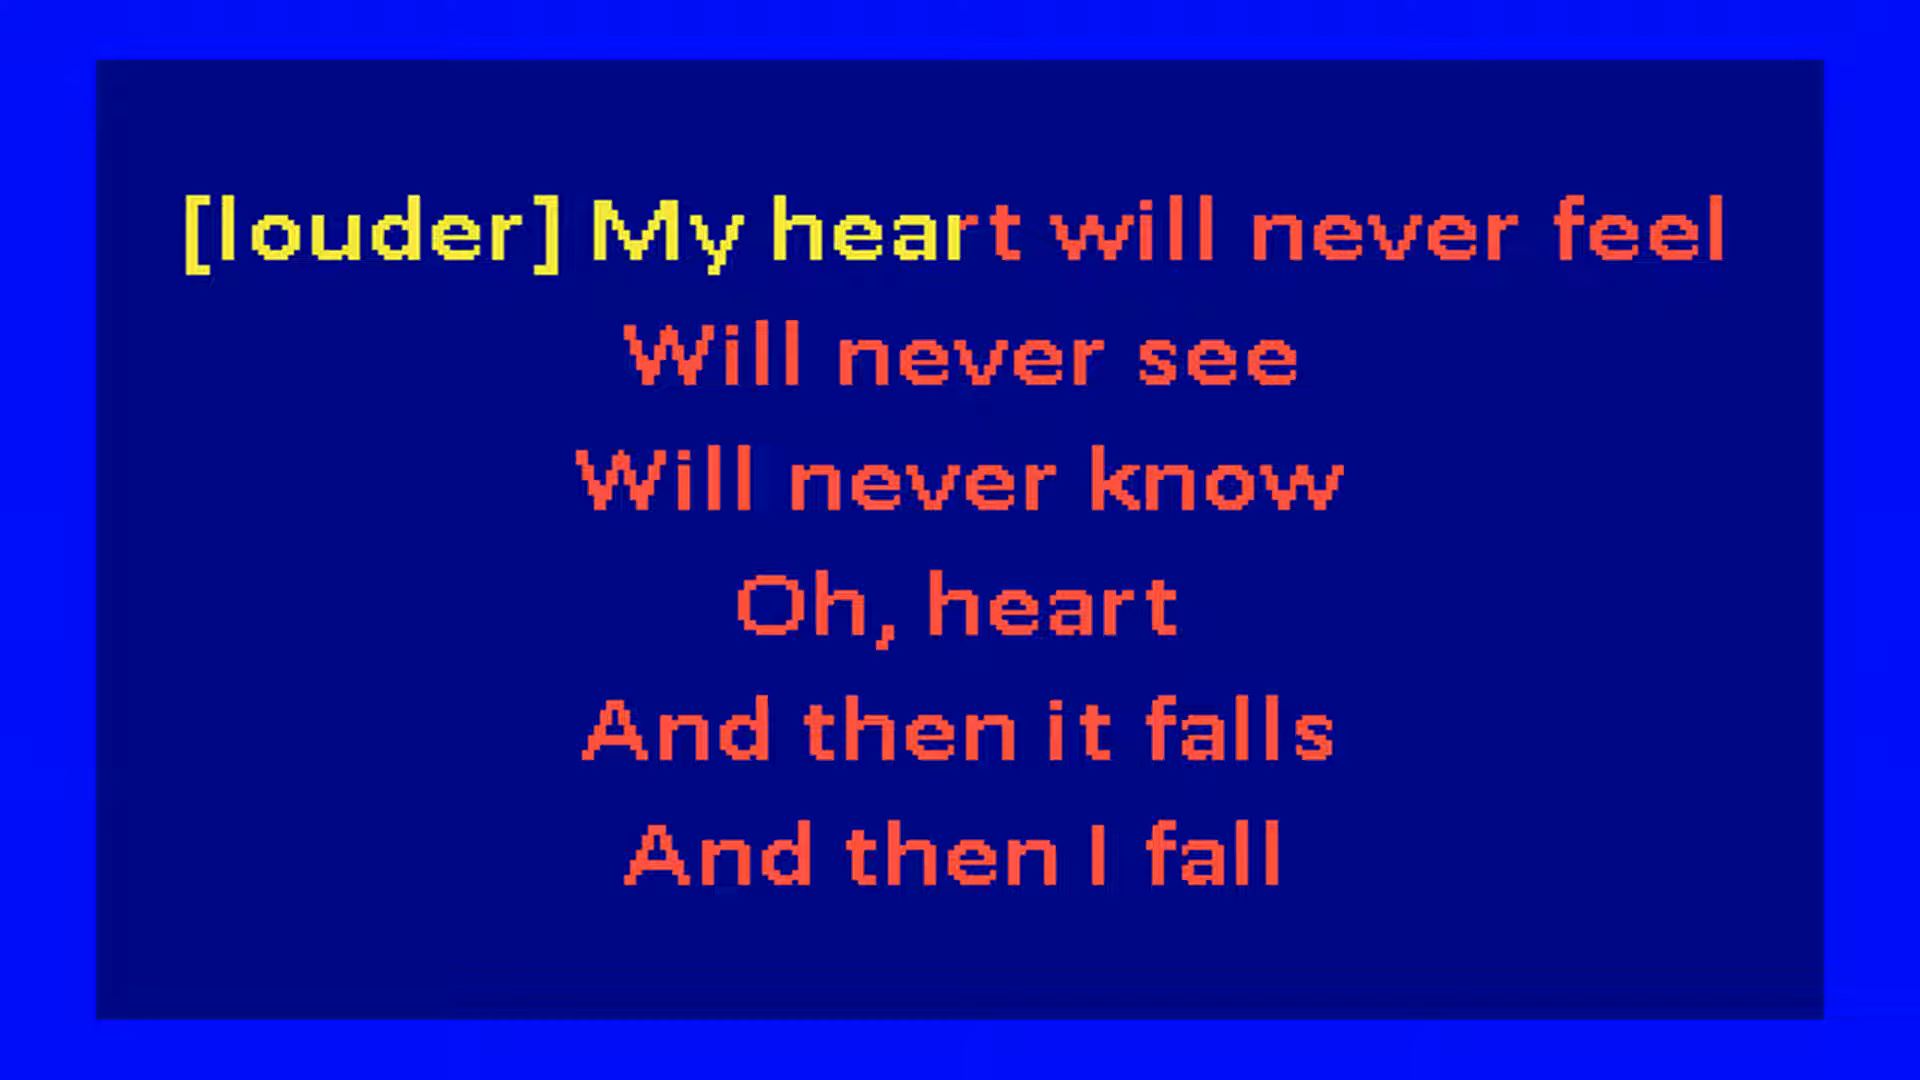 [louder] My heart will never feel
Will never see
Will never know
Oh, heart
And then it falls
And then I fall